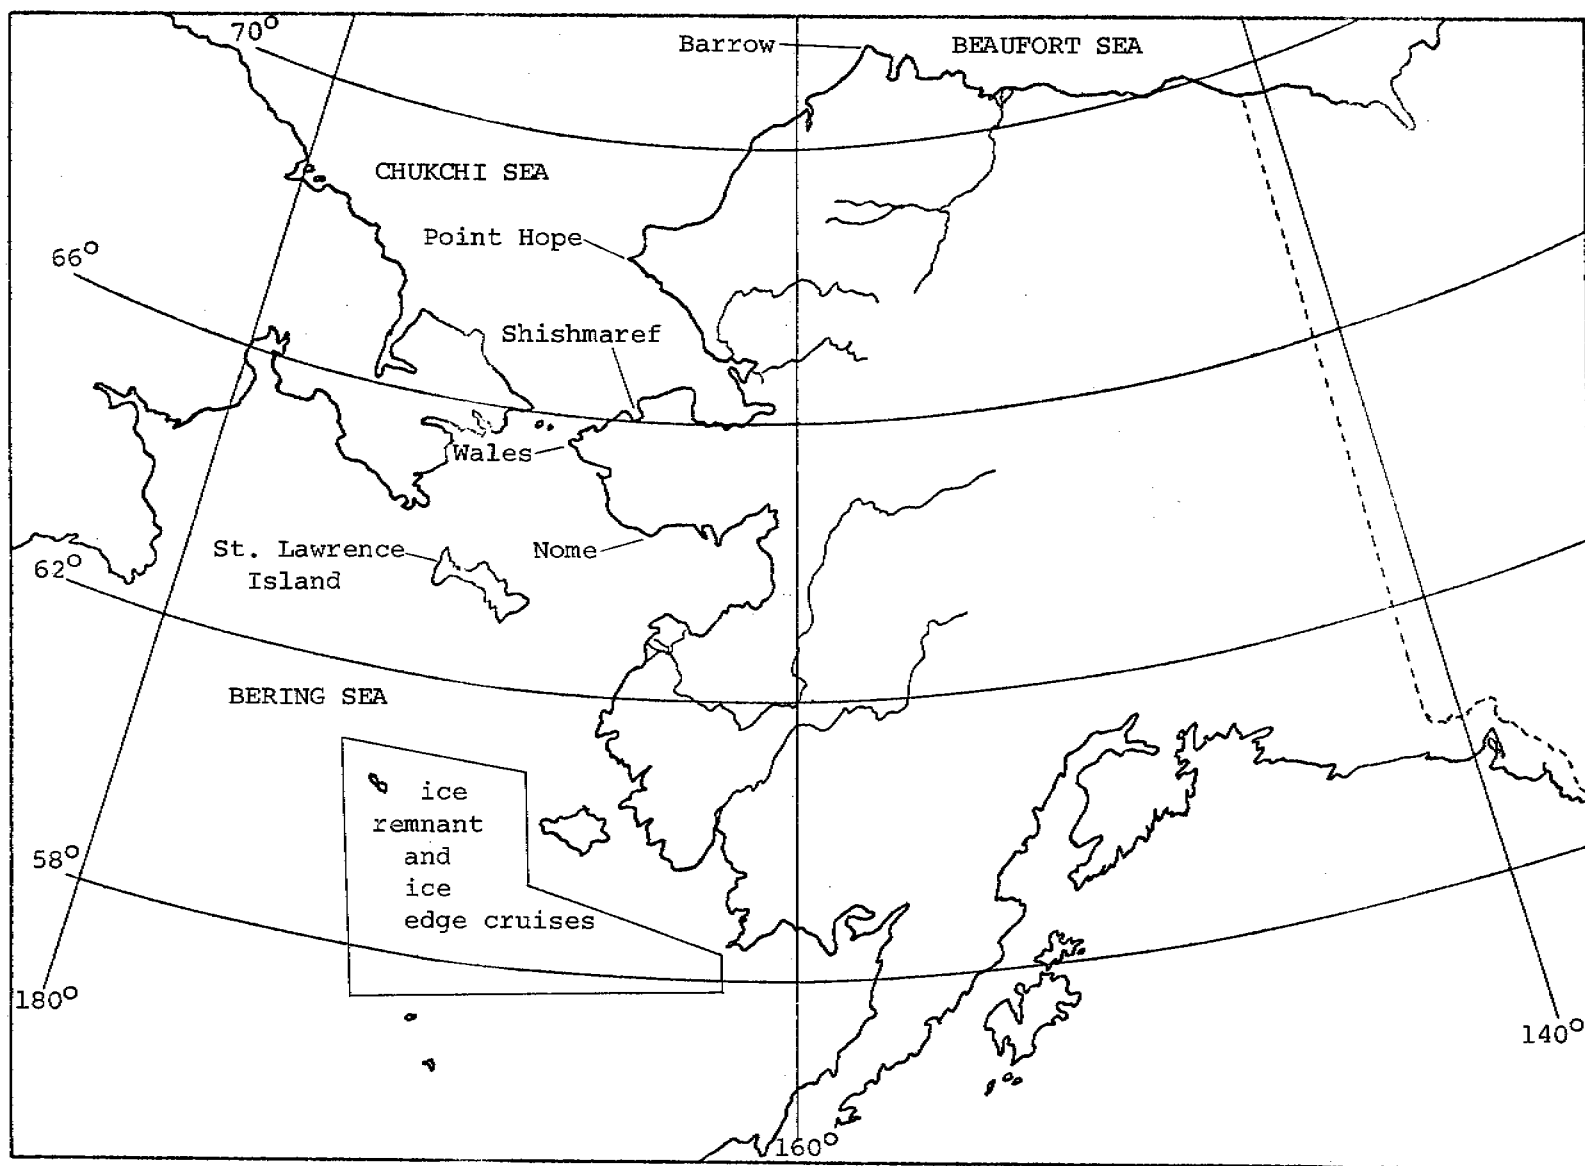 70°
Barrow
BEAUFORT SEA
CHUKCHI SEA
Point Hope
66°
Shishmaref
Wales
St. Lawrence
Island
Nome
62°
BERING SEA
ice
remnant
and
ice
edge cruises
58°
180°
140°
160°